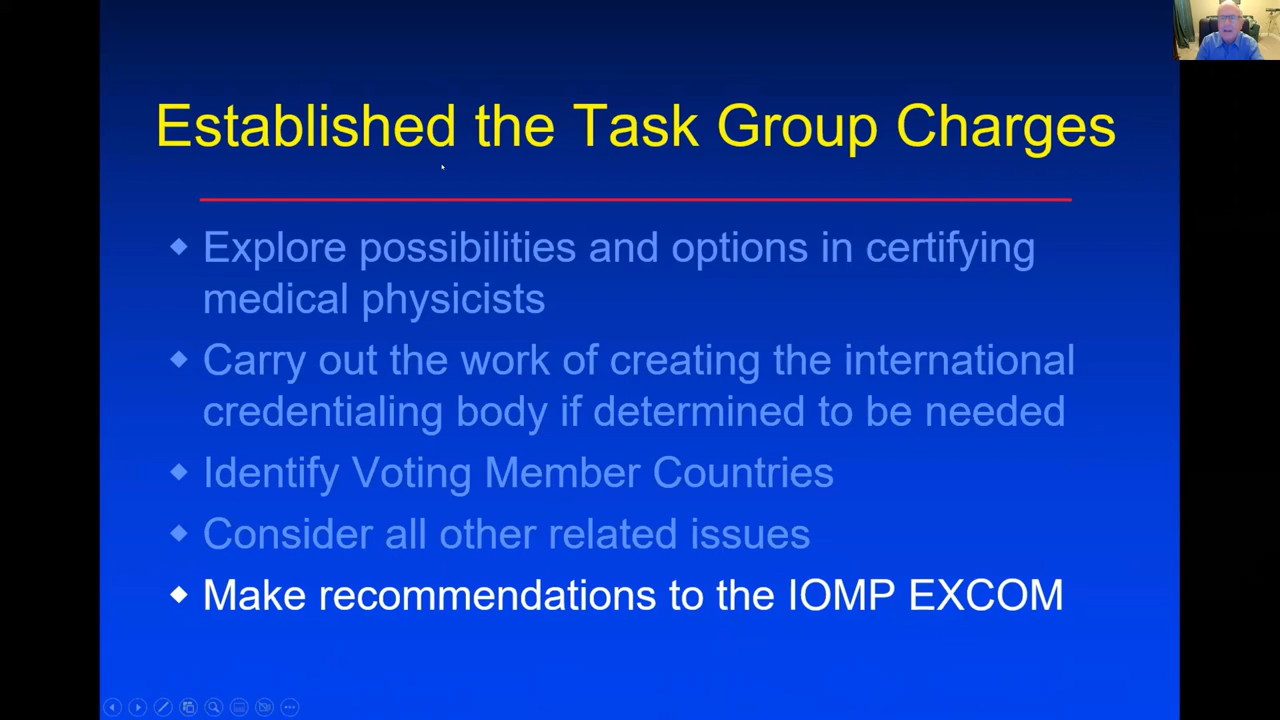 Established the Task Group Charges
Explore possibilities and options in certifying
medical physicists
Carry out the work of creating the international
credentialing body if determined to be needed
Identify Voting Member Countries
Consider all other related issues
Make recommendations to the IOMP EXCOM